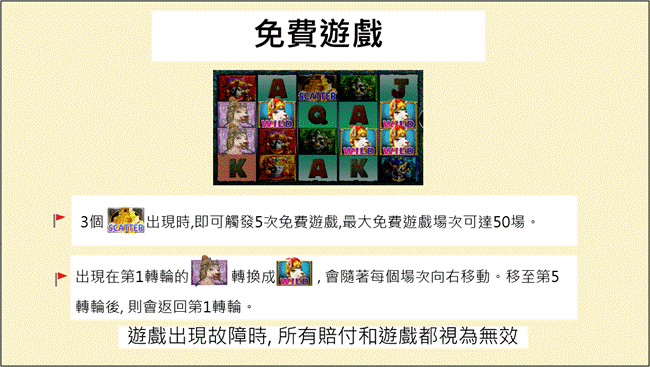 免費遊戲
A SCATTER J
WILD Q A
WILD WILD
K A K
3個 SCATTER 出現時,即可觸發5次免費遊戲,最大免費遊戲場次可達50場。
出現在第1轉輪的 轉換成 WILD , 會隨著每個場次向右移動。移至第5
轉輪後, 則會返回第1轉輪。
遊戲出現故障時, 所有賠付和遊戲都視為無效